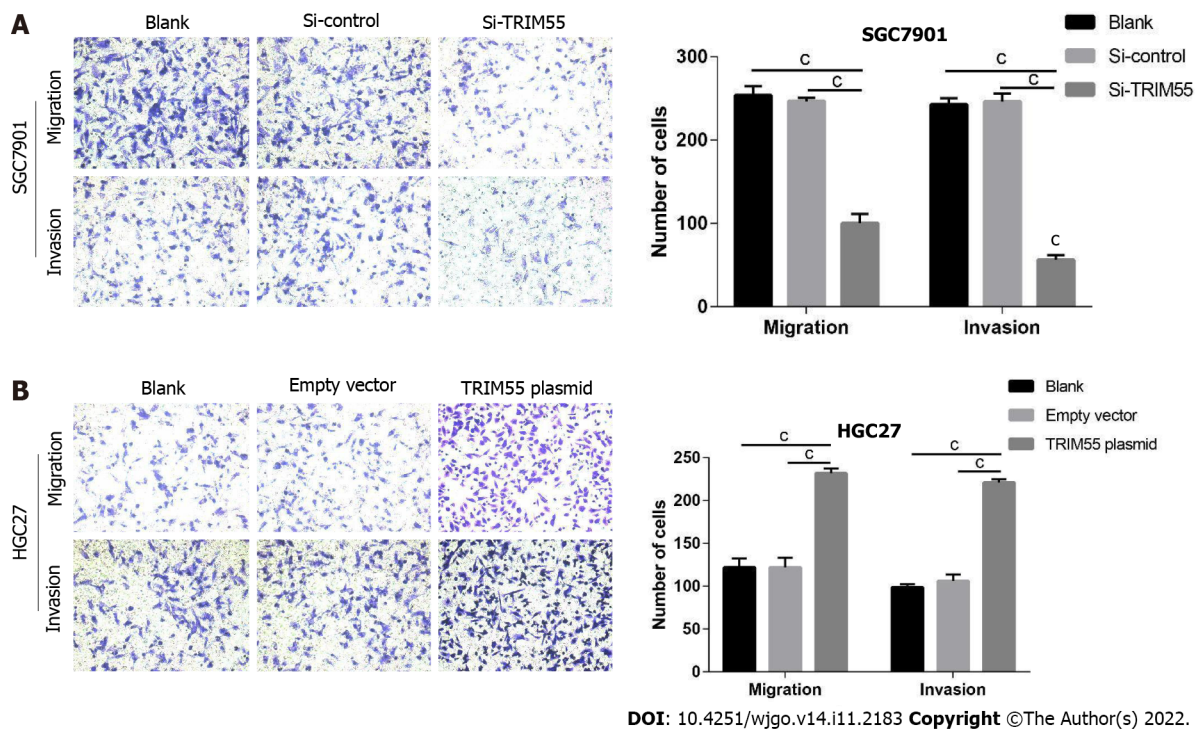 A
Blank
Si-control
Si-TRIM55
SGC7901
Migration
Invasion
SGC7901
Blank
Si-control
Si-TRIM55
Number of cells
300
200
100
0
C
C
C
C
C
Migration
Invasion
B
Blank
Empty vector
TRIM55 plasmid
HGC27
Migration
Invasion
HGC27
Blank
Empty vector
TRIM55 plasmid
Number of cells
250
200
150
100
50
0
C
C
C
C
Migration
Invasion
DOI: 10.4251/wjgo.v14.i11.2183 Copyright ©The Author(s) 2022.